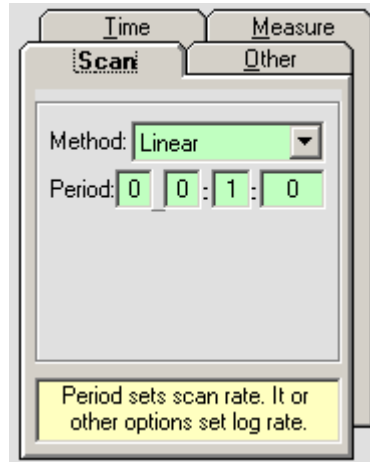 Time Measure
Scan Other
Method: Linear
Period: 0 _ 0 : 1 : 0
Period sets scan rate. It or
other options set log rate.